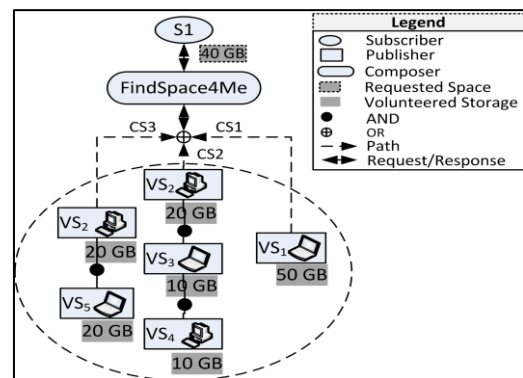 S1
40 GB
FindSpace4Me
CS3
CS1
CS2
VS2
20 GB
VS2
20 GB
VS3
10 GB
VS1
50 GB
VS5
20 GB
VS4
10 GB
Legend
Subscriber
Publisher
Composer
Requested Space
Volunteered Storage
AND
OR
Path
Request/Response